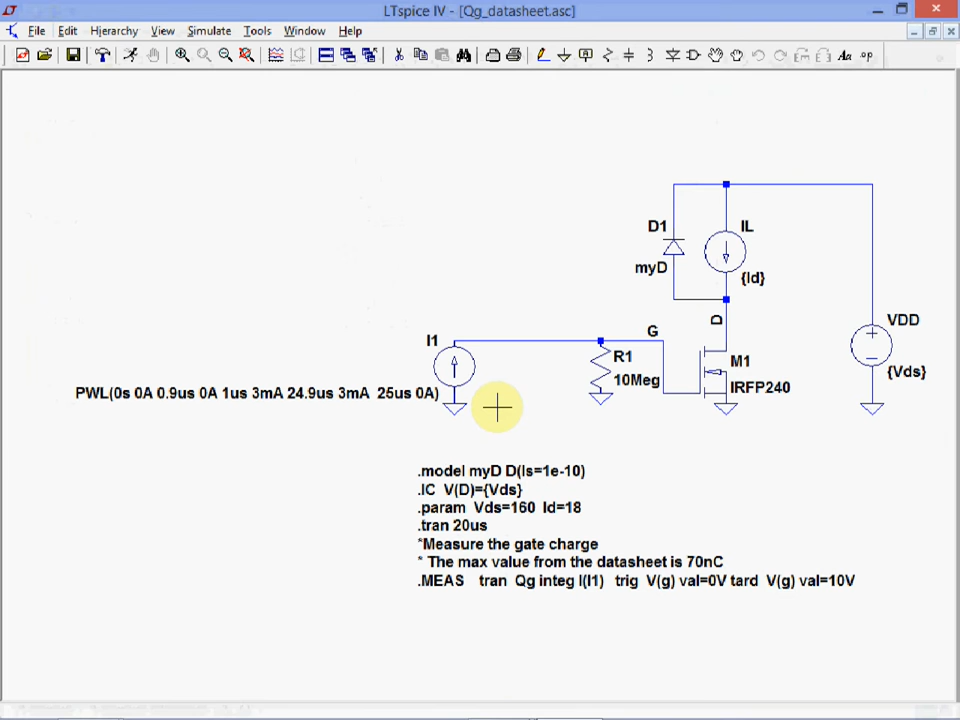 LTspice IV - [Qg_datasheet.asc]
File Edit Hierarchy View Simulate Tools Window Help
Aa .op
D1
myD
IL
{Id}
VDD
{Vds}
D
G
I1
R1
10Meg
M1
IRFP240
PWL(0s 0A 0.9us 0A 1us 3mA 24.9us 3mA 25us 0A)
.model myD D(Is=1e-10)
.IC V(D)={Vds}
.param Vds=160 Id=18
.tran 20us
*Measure the gate charge
* The max value from the datasheet is 70nC
.MEAS tran Qg integ I(I1) trig V(g) val=0V tard V(g) val=10V